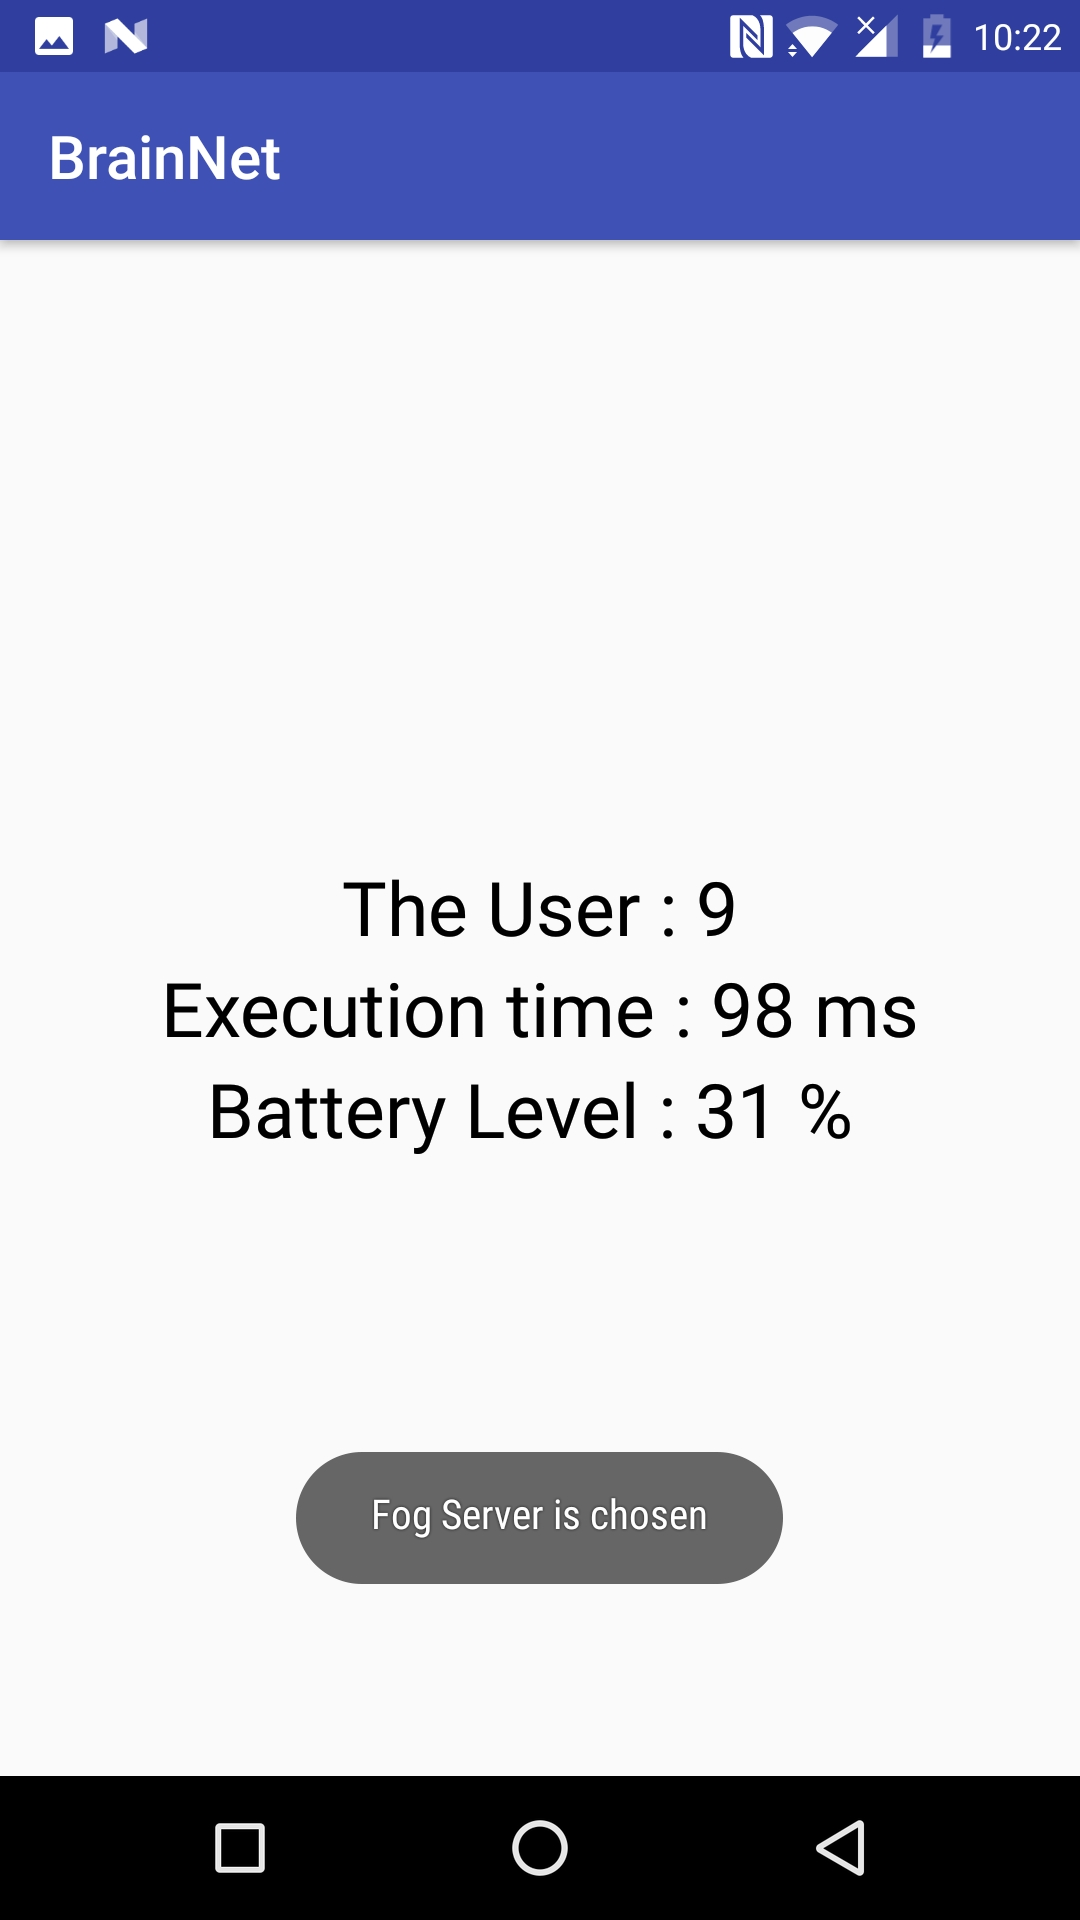 10:22
BrainNet
The User : 9
Execution time : 98 ms
Battery Level : 31 %
Fog Server is chosen